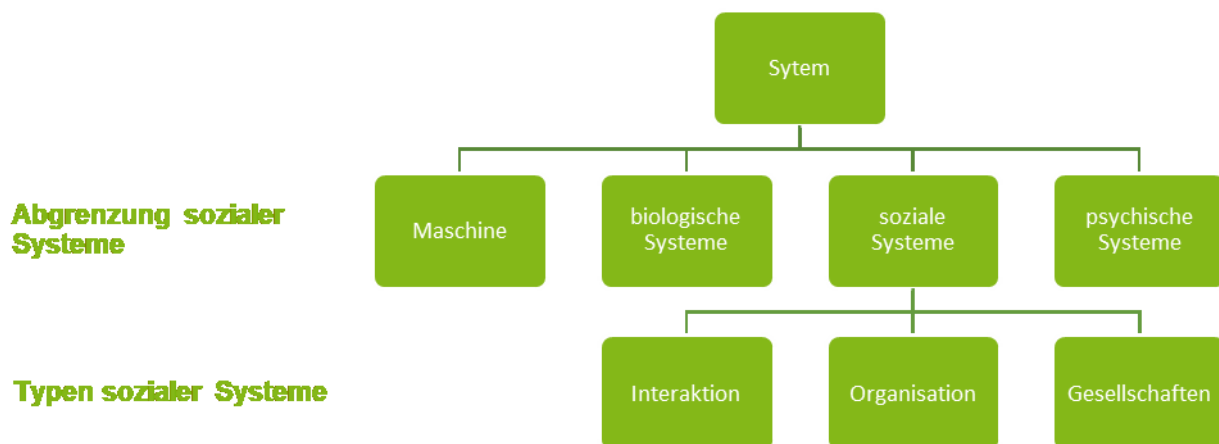 Sytem
Abgrenzung sozialer
Systeme
Maschine
biologische
Systeme
soziale
Systeme
psychische
Systeme
Typen sozialer Systeme
Interaktion
Organisation
Gesellschaften